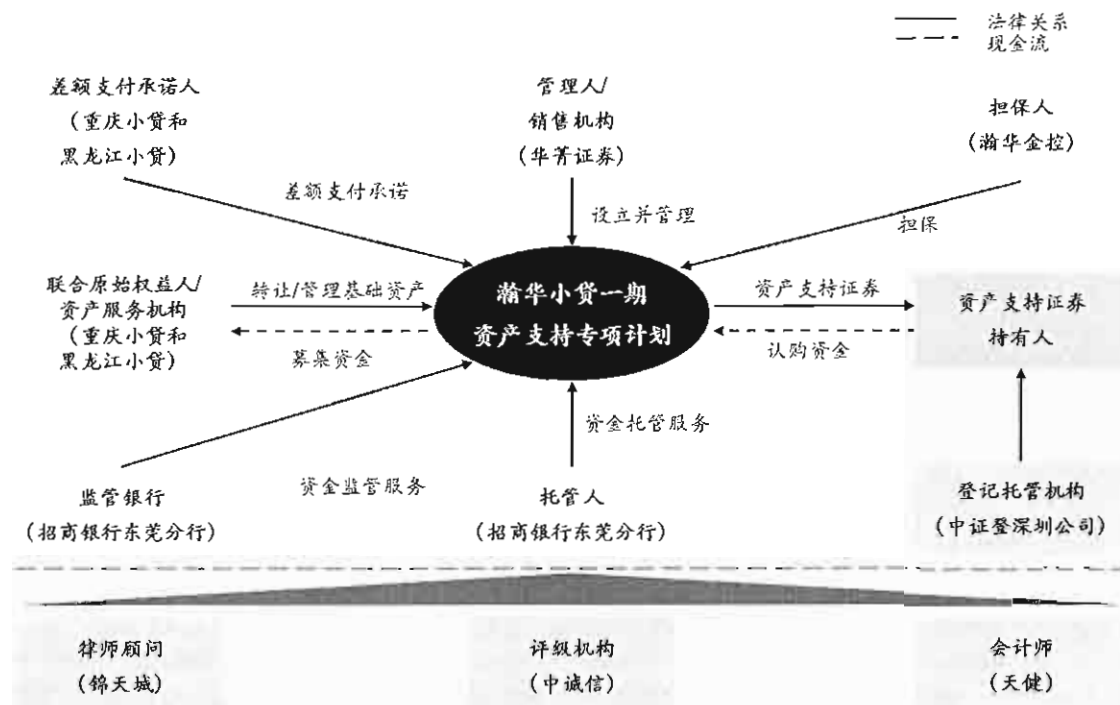 法律关系
现金流
差额支付承诺人
（重庆小贷和
黑龙江小贷）
管理人/
销售机构
（华菁证券）
担保人
（瀚华金控）
差额支付承诺
设立并管理
担保
联合原始权益人/
资产服务机构
（重庆小贷和
黑龙江小贷）
转让/管理基础资产
募集资金
瀚华小贷一期
资产支持专项计划
资产支持证券
认购资金
资产支持证券
持有人
资金监管服务
资金托管服务
监管银行
（招商银行东莞分行）
托管人
（招商银行东莞分行）
登记托管机构
（中证登深圳公司）
律师顾问
（锦天城）
评级机构
（中诚信）
会计师
（天健）